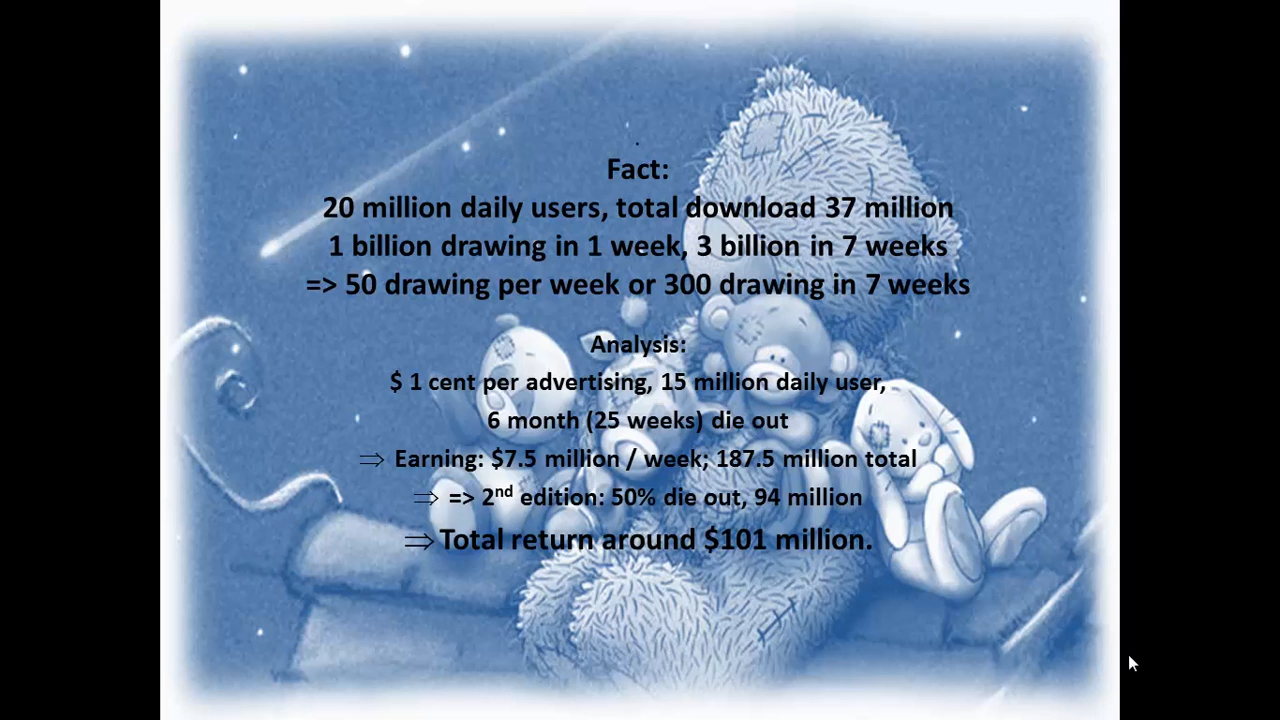 Fact:
20 million daily users, total download 37 million
1 billion drawing in 1 week, 3 billion in 7 weeks
=> 50 drawing per week or 300 drawing in 7 weeks
Analysis:
$ 1 cent per advertising, 15 million daily user,
6 month (25 weeks) die out
⇒ Earning: $7.5 million / week; 187.5 million total
⇒ => 2nd edition: 50% die out, 94 million
⇒ Total return around $101 million.